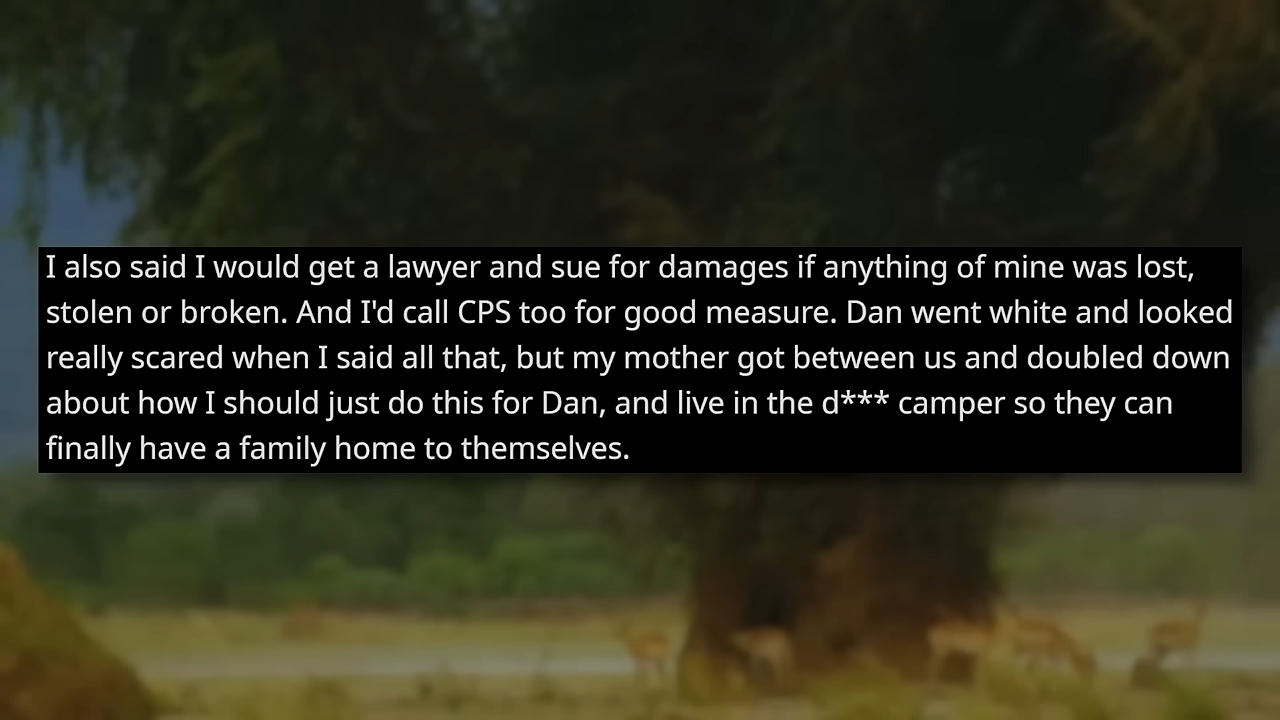 I also said I would get a lawyer and sue for damages if anything of mine was lost,
stolen or broken. And I'd call CPS too for good measure. Dan went white and looked
really scared when I said all that, but my mother got between us and doubled down
about how I should just do this for Dan, and live in the d*** camper so they can
finally have a family home to themselves.